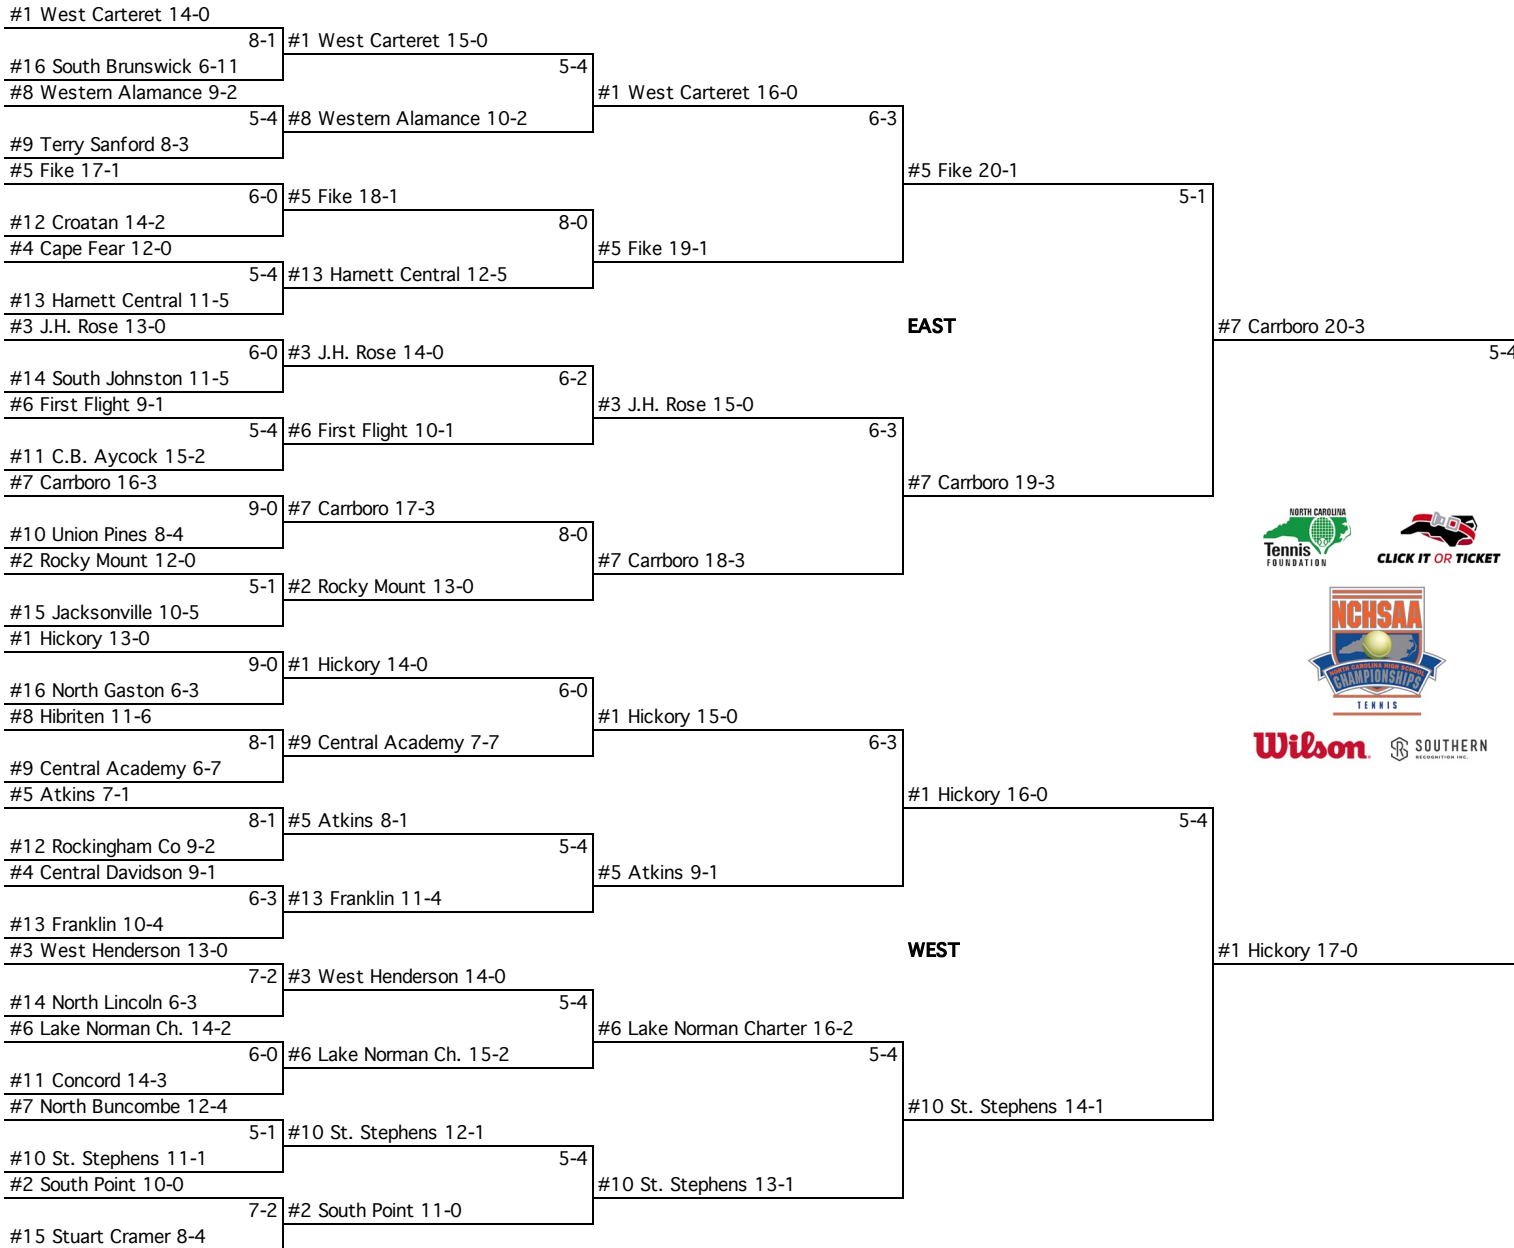 #1 West Carteret 14-0
8-1
#1 West Carteret 15-0
#16 South Brunswick 6-11
5-4
#8 Western Alamance 9-2
#1 West Carteret 16-0
5-4
#8 Western Alamance 10-2
6-3
#9 Terry Sanford 8-3
#5 Fike 17-1
#5 Fike 20-1
6-0
#5 Fike 18-1
5-1
#12 Croatan 14-2
8-0
#4 Cape Fear 12-0
#5 Fike 19-1
5-4
#13 Harnett Central 12-5
#13 Harnett Central 11-5
#3 J.H. Rose 13-0
EAST
#7 Carrboro 20-3
6-0
#3 J.H. Rose 14-0
5-4
#14 South Johnston 11-5
6-2
#6 First Flight 9-1
#3 J.H. Rose 15-0
5-4
#6 First Flight 10-1
6-3
#11 C.B. Aycock 15-2
#7 Carrboro 16-3
#7 Carrboro 19-3
9-0
#7 Carrboro 17-3
#10 Union Pines 8-4
8-0
#2 Rocky Mount 12-0
#7 Carrboro 18-3
5-1
#2 Rocky Mount 13-0
#15 Jacksonville 10-5
NORTH CAROLINA
Tennis
FOUNDATION
CLICK IT OR TICKET
NCHSAA
NORTH CAROLINA HIGH SCHOOL
CHAMPIONSHIPS
TENNIS
Wilson
SOUTHERN
RECOGNITION INC.
#1 Hickory 13-0
9-0
#1 Hickory 14-0
#16 North Gaston 6-3
6-0
#8 Hibriten 11-6
#1 Hickory 15-0
8-1
#9 Central Academy 7-7
6-3
#9 Central Academy 6-7
#5 Atkins 7-1
#1 Hickory 16-0
8-1
#5 Atkins 8-1
5-4
#12 Rockingham Co 9-2
5-4
#4 Central Davidson 9-1
#5 Atkins 9-1
6-3
#13 Franklin 11-4
#13 Franklin 10-4
#3 West Henderson 13-0
WEST
#1 Hickory 17-0
7-2
#3 West Henderson 14-0
#14 North Lincoln 6-3
5-4
#6 Lake Norman Ch. 14-2
#6 Lake Norman Charter 16-2
6-0
#6 Lake Norman Ch. 15-2
5-4
#11 Concord 14-3
#7 North Buncombe 12-4
#10 St. Stephens 14-1
5-1
#10 St. Stephens 12-1
#10 St. Stephens 11-1
5-4
#2 South Point 10-0
#10 St. Stephens 13-1
7-2
#2 South Point 11-0
#15 Stuart Cramer 8-4